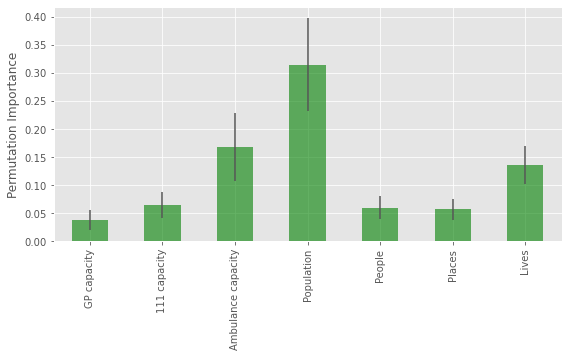 Permutation Importance
0.40
0.35
0.30
0.25
0.20
0.15
0.10
0.05
0.00
GP capacity
111 capacity
Ambulance capacity
Population
People
Places
Lives